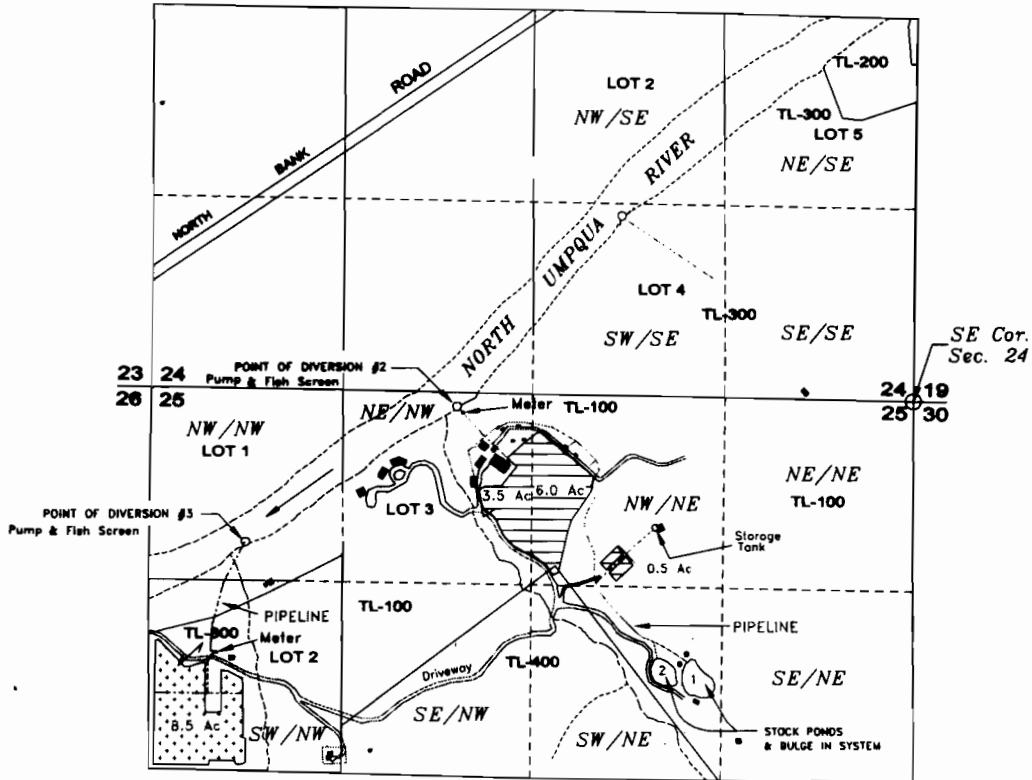 TL-200
LOT 2
NW/SE
TL-300
LOT 5
NE/SE
NORTH BANK ROAD
NORTH UMPQUA RIVER
LOT 4
TL-300
SW/SE
SE/SE
SE Cor.
Sec. 24
POINT OF DIVERSION #2
Pump & Fish Screen
23 24
26 25
24 19
25 30
NE/NW
Meter
TL-100
NW/NW
LOT 1
NE/NE
TL-100
3.5 Ac
6.0 Ac
LOT 3
NW/NE
POINT OF DIVERSION #3
Pump & Fish Screen
Storage
Tank
0.5 Ac
TL-100
PIPELINE
PIPELINE
Meter
LOT 2
TL-400
Driveway
2
1
SE/NE
SE/NW
8.5 Ac
SW/NW
SW/NE
STOCK PONDS
& BULGE IN SYSTEM